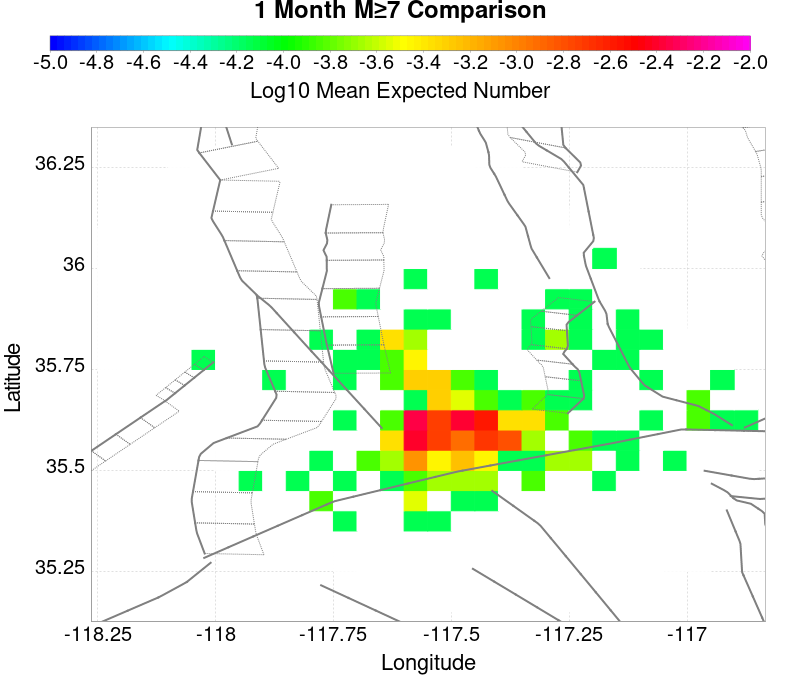 1 Month M≥7 Comparison
-5.0 -4.8 -4.6 -4.4 -4.2 -4.0 -3.8 -3.6 -3.4 -3.2 -3.0 -2.8 -2.6 -2.4 -2.2 -2.0
Log10 Mean Expected Number
36.25
36
35.75
35.5
35.25
Latitude
-118.25 -118 -117.75 -117.5 -117.25 -117
Longitude